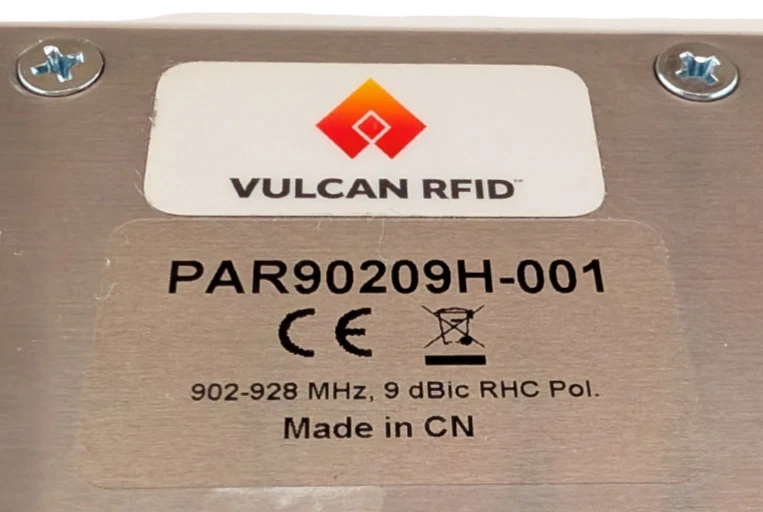 VULCAN RFID™
PAR90209H-001
CE
902-928 MHz, 9 dBic RHC Pol.
Made in CN